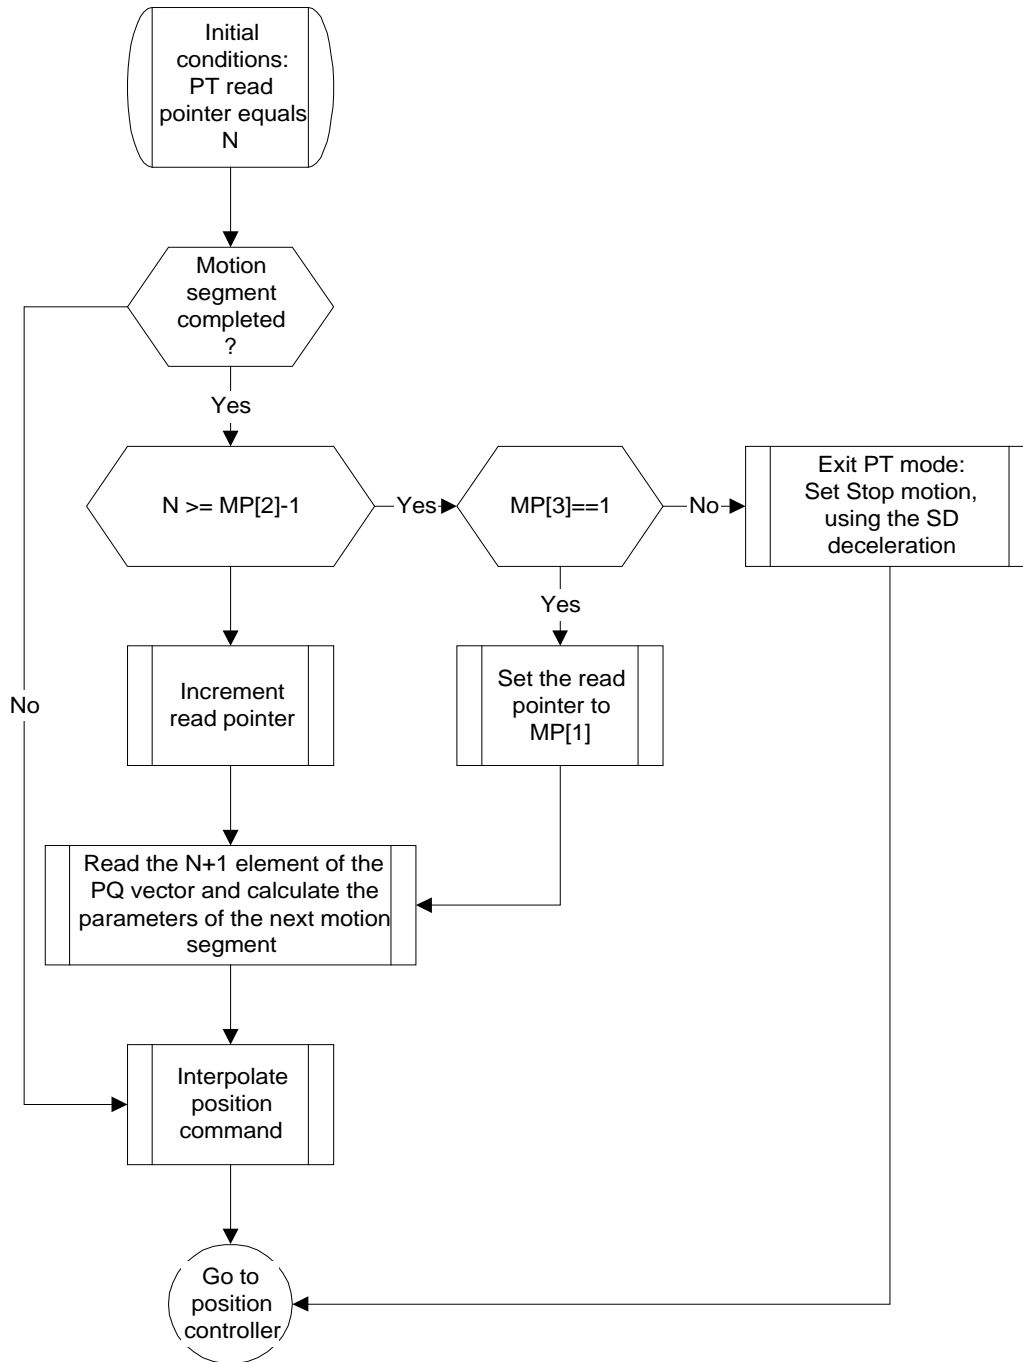 Initial
conditions:
PT read
pointer equals
N
Motion
segment
completed
?
Yes
N >= MP[2]-1
Yes
MP[3]==1
No
Exit PT mode:
Set Stop motion,
using the SD
deceleration
Yes
No
Increment
read pointer
Set the read
pointer to
MP[1]
Read the N+1 element of the
PQ vector and calculate the
parameters of the next motion
segment
Interpolate
position
command
Go to
position
controller